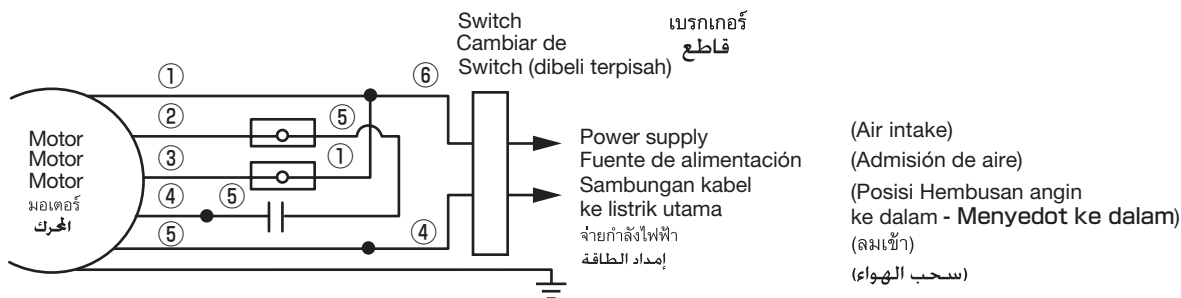 Switch
Cambiar de
Switch (dibeli terpisah)
เบรกเกอร์
قاطع
①
⑥
②
⑤
③
①
④
⑤
⑤
④
Motor
Motor
Motor
มอเตอร์
المحرك
Power supply
Fuente de alimentación
Sambungan kabel
ke listrik utama
จ่ายกำลังไฟฟ้า
إمداد الطاقة
(Air intake)
(Admisión de aire)
(Posisi Hembusan angin
ke dalam - Menyedot ke dalam)
(ลมเข้า)
(سحب الهواء)